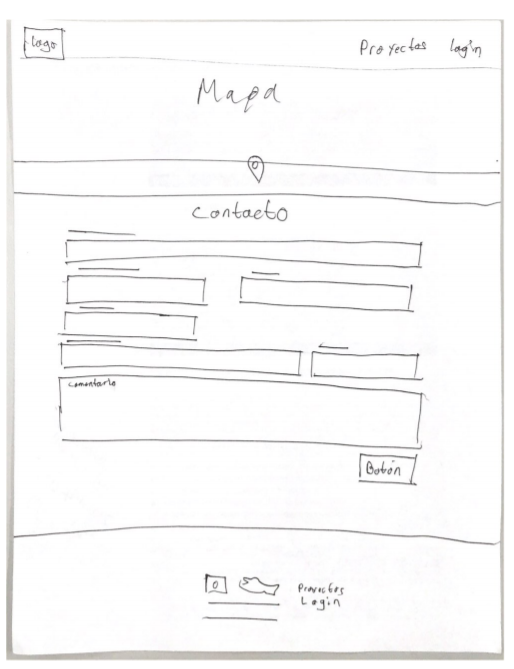 logo
Proyectos login
Mapa
Contacto
Comentario
Botón
Proyectos
Login